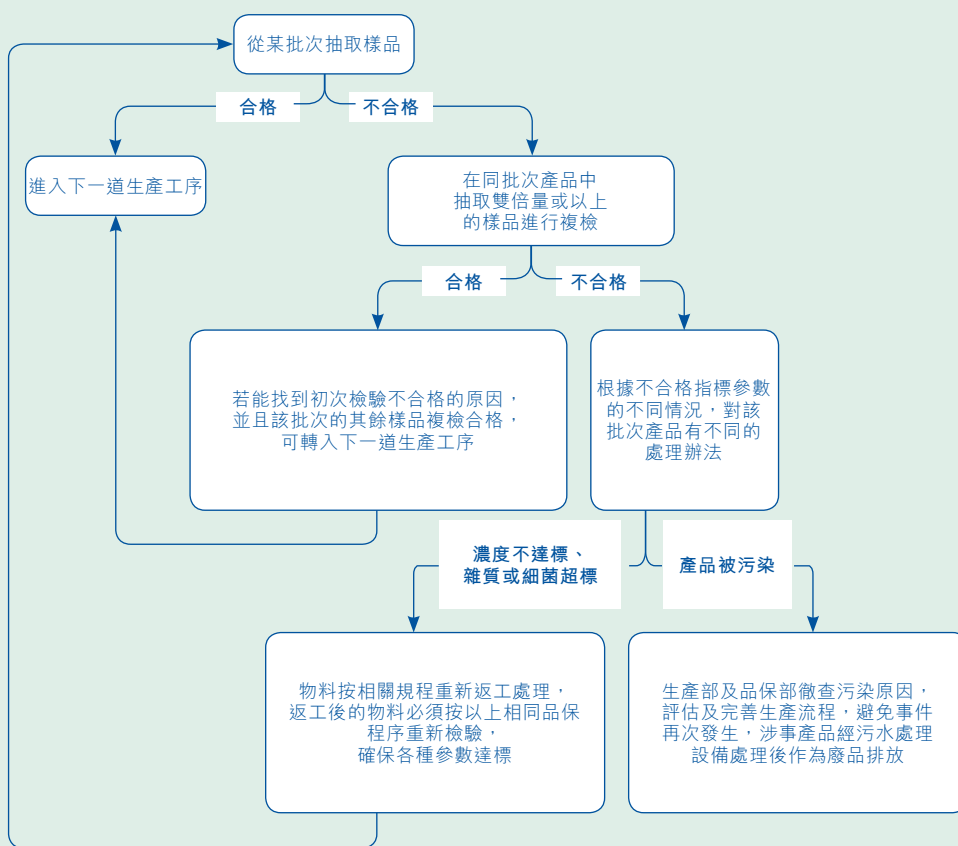 從某批次抽取樣品
合格
不合格
進入下一道生產工序
在同批次產品中
抽取雙倍量或以上
的樣品進行複檢
合格
不合格
若能找到初次檢驗不合格的原因，
並且該批次的其餘樣品複檢合格，
可轉入下一道生產工序
根據不合格指標參數
的不同情況，對該
批次產品有不同的
處理辦法
濃度不達標、
雜質或細菌超標
產品被污染
物料按相關規程重新返工處理，
返工後的物料必須按以上相同品保
程序重新檢驗，
確保各種參數達標
生產部及品保部徹查污染原因，
評估及完善生產流程，避免事件
再次發生，涉事產品經污水處理
設備處理後作為廢品排放